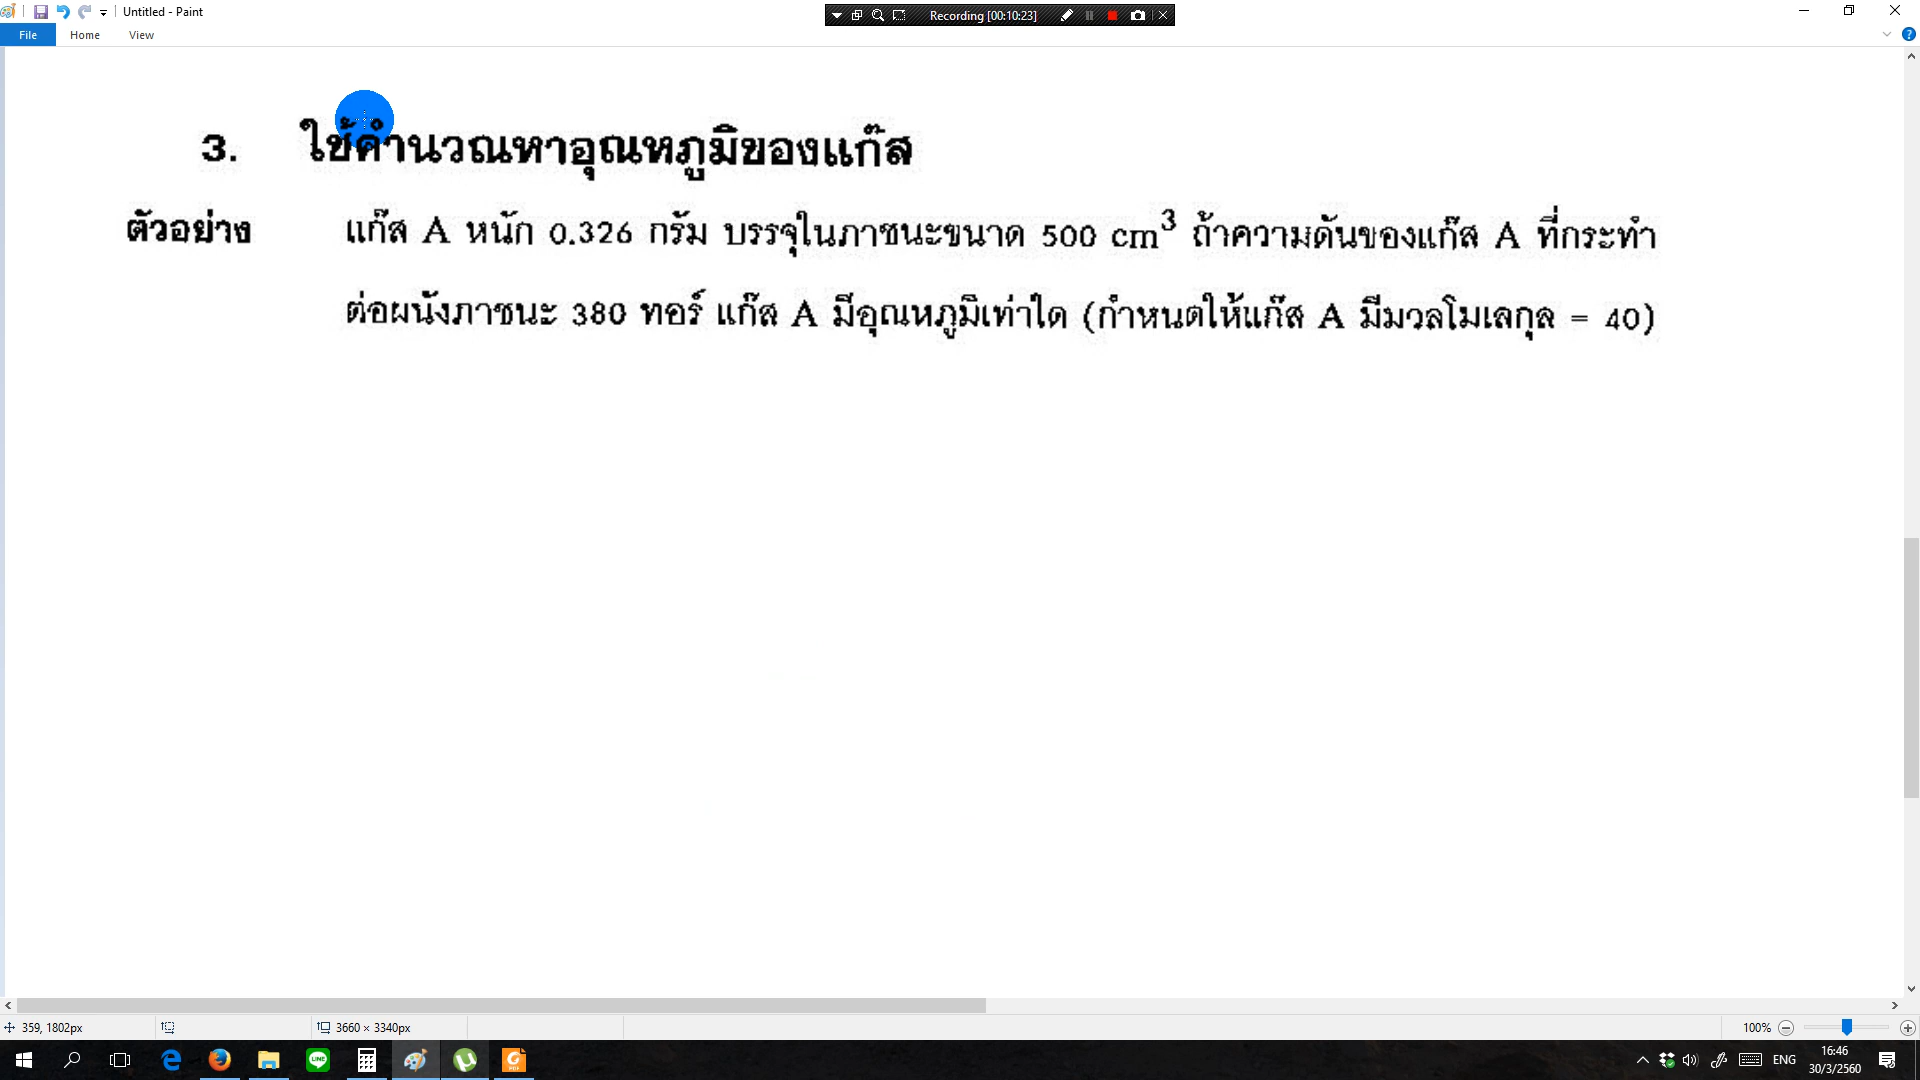 Untitled - Paint
Recording [00:10:23]
File Home View
3. ใช้คำนวณหาอุณหภูมิของแก๊ส
ตัวอย่าง แก๊ส A หนัก 0.326 กรัม บรรจุในภาชนะขนาด 500 cm³ ถ้าความดันของแก๊ส A ที่กระทำ
ต่อผนังภาชนะ 380 ทอร์ แก๊ส A มีอุณหภูมิเท่าใด (กำหนดให้แก๊ส A มีมวลโมเลกุล = 40)
359, 1802px 3660 × 3340px 100%
LINE PDF ENG 16:46
30/3/2560